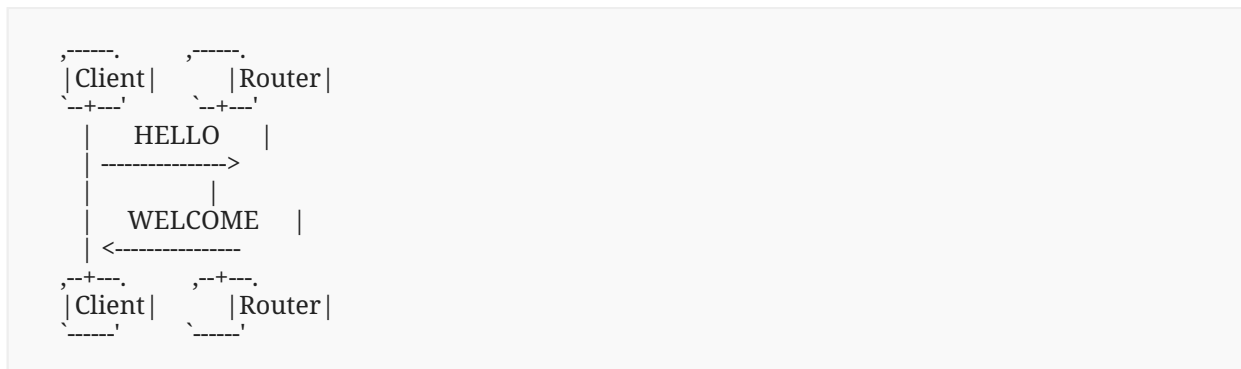 ,------.          ,------.
|Client|          |Router|
`--+---'          `--+---'
   |      HELLO      |
   | ---------------->
   |                 |
   |     WELCOME     |
   | <----------------
,--+---.          ,--+---.
|Client|          |Router|
`------'          `------'